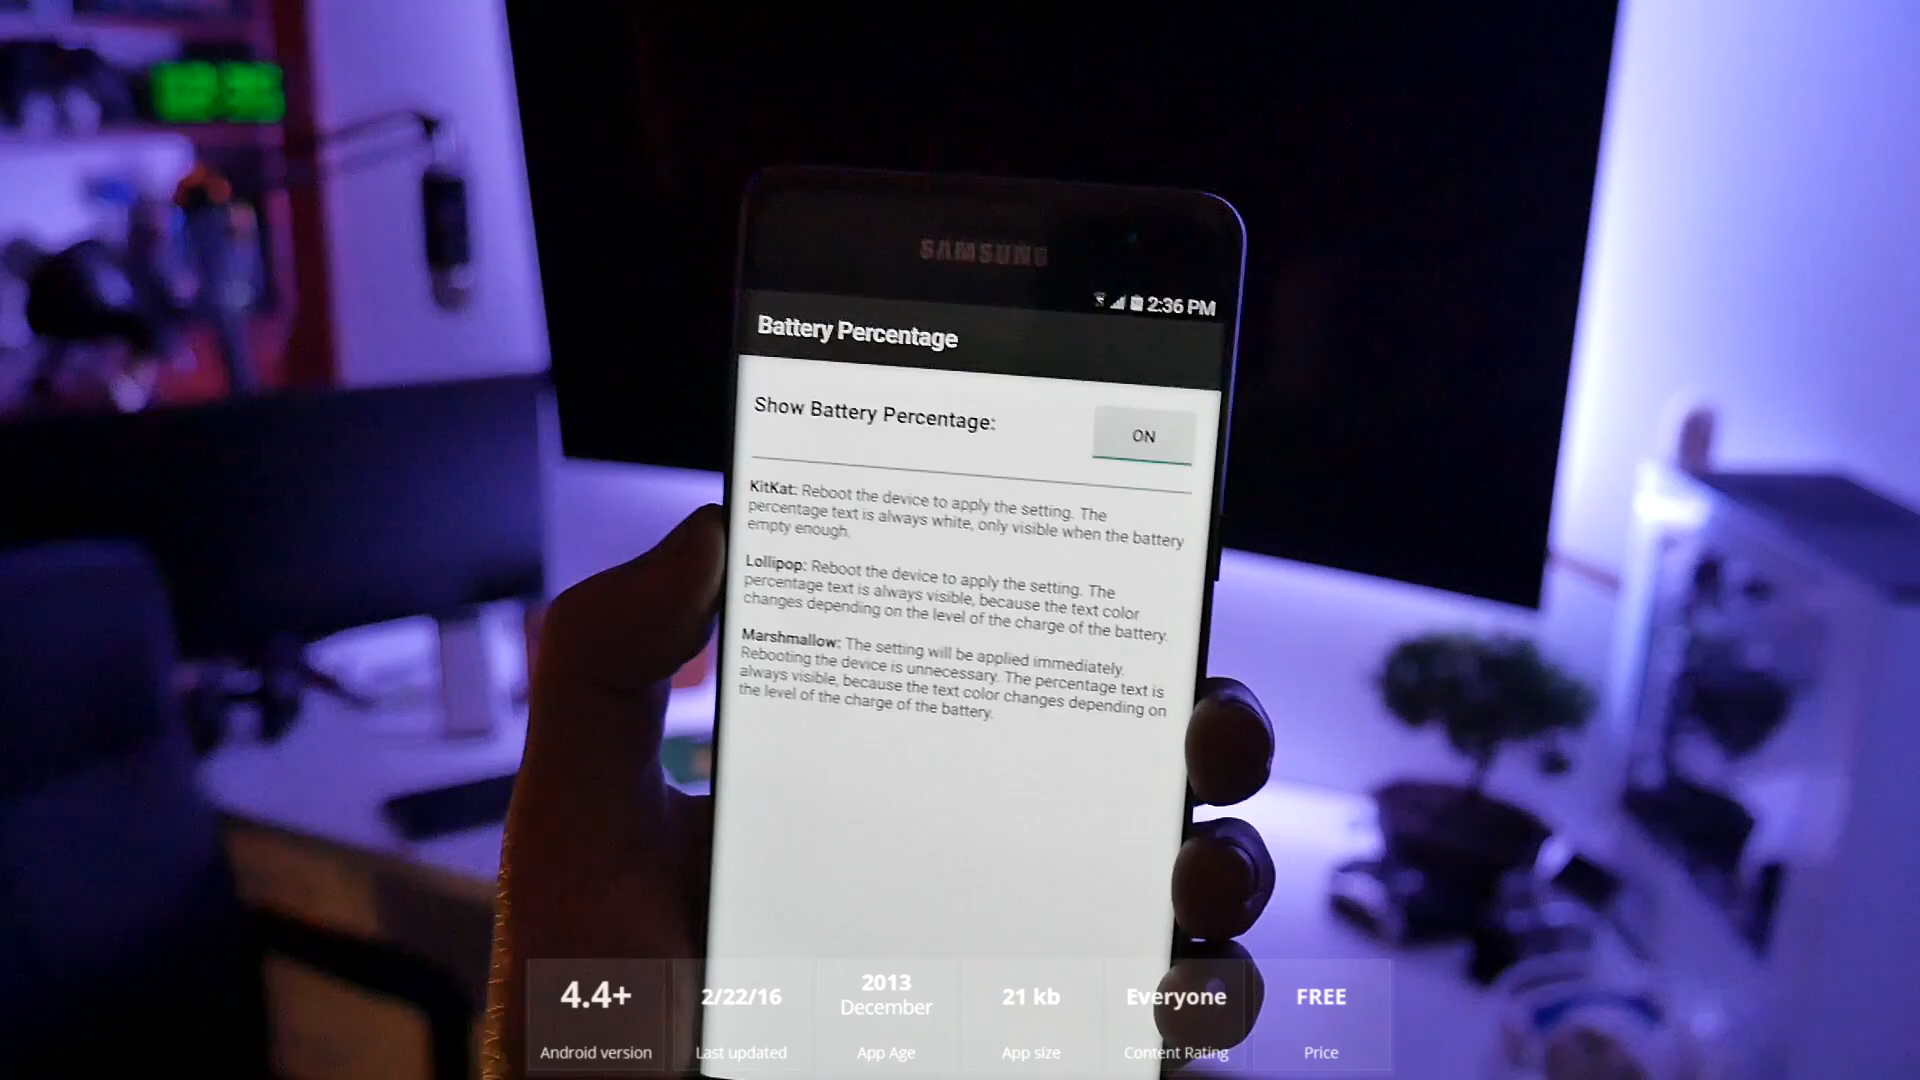 SAMSUNG
2:36 PM
Battery Percentage
Show Battery Percentage:
ON
KitKat: Reboot the device to apply the setting. The
percentage text is always white, only visible when the battery
empty enough.
Lollipop: Reboot the device to apply the setting. The
percentage text is always visible, because the text color
changes depending on the level of the charge of the battery.
Marshmallow: The setting will be applied immediately.
Rebooting the device is unnecessary. The percentage text is
always visible, because the text color changes depending on
the level of the charge of the battery.
4.4+
Android version
2/22/16
Last updated
2013
December
App Age
21 kb
App size
Everyone
Content Rating
FREE
Price